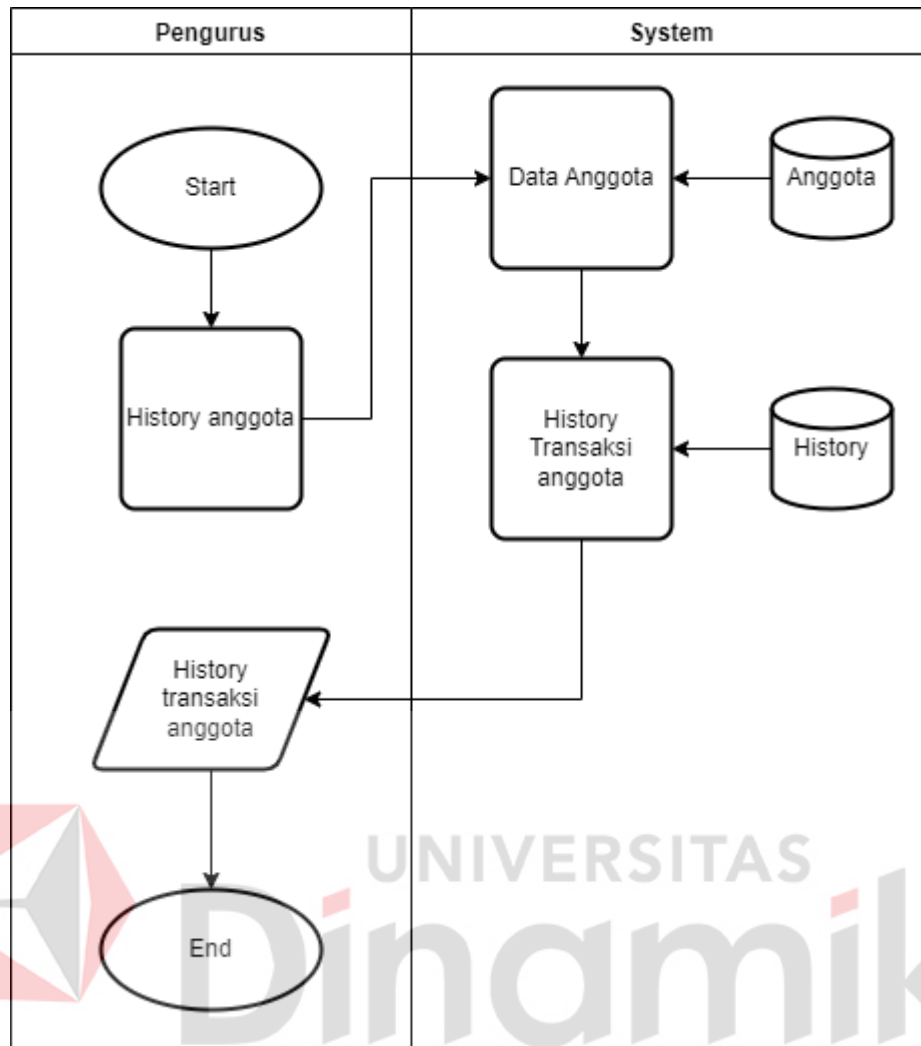 Pengurus
System
Start
Data Anggota
Anggota
History anggota
History
Transaksi
anggota
History
History
transaksi
anggota
End
UNIVERSITAS
Dinamik